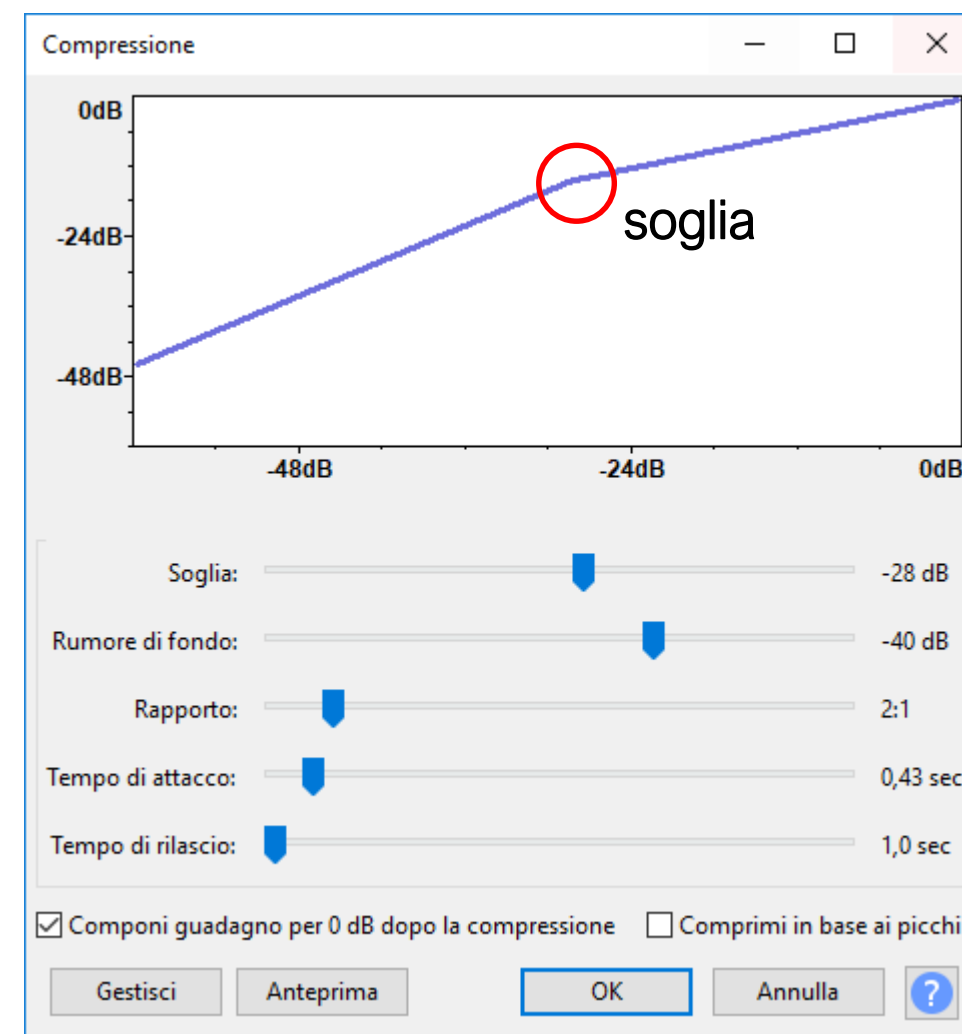 Compressione
0dB
soglia
-24dB
-48dB
-48dB -24dB 0dB
Soglia: -28 dB
Rumore di fondo: -40 dB
Rapporto: 2:1
Tempo di attacco: 0,43 sec
Tempo di rilascio: 1,0 sec
Componi guadagno per 0 dB dopo la compressione Comprimi in base ai picchi
Gestisci Anteprima OK Annulla ?